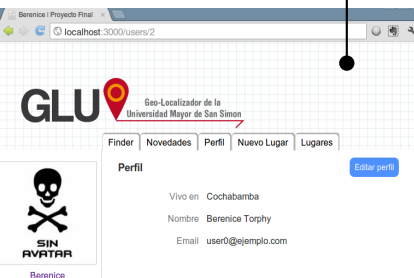 Berenice | Proyecto Final
localhost:3000/users/2
GLU
Geo-Localizador de la
Universidad Mayor de San Simon
Finder Novedades Perfil Nuevo Lugar Lugares
Perfil
Editar perfil
Vivo en Cochabamba
Nombre Berenice Torphy
Email user0@ejemplo.com
SIN
AVATAR
Berenice